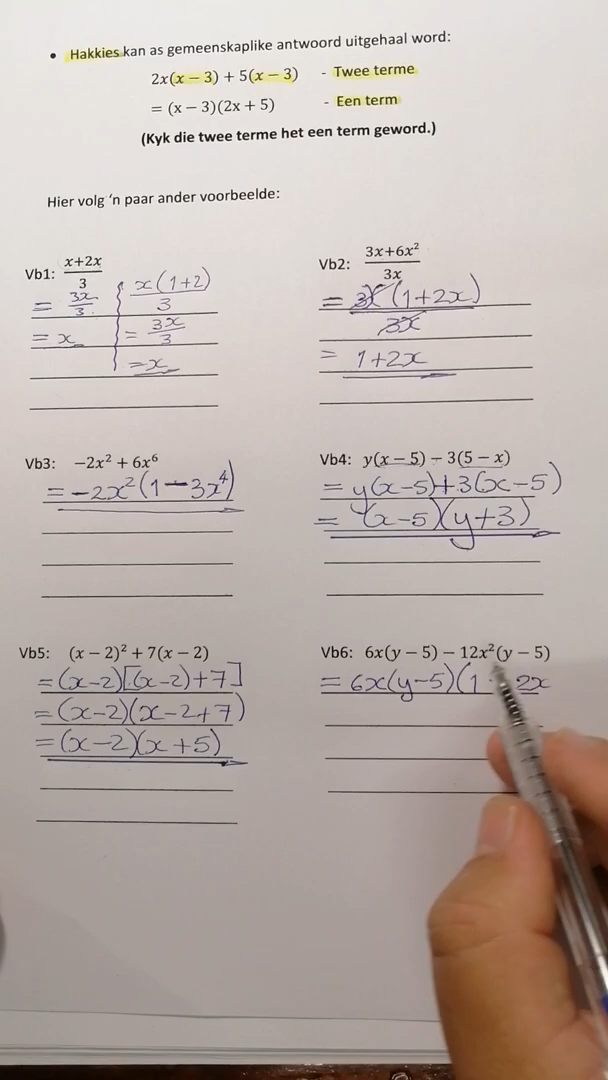 • Hakkies kan as gemeenskaplike antwoord uitgehaal word:
2x(x – 3) + 5(x – 3) - Twee terme
= (x – 3)(2x + 5) - Een term
(Kyk die twee terme het een term geword.)
Hier volg 'n paar ander voorbeelde:
Vb1: x+2x / 3
= 3x / 3
= x
x(1+2) / 3
= 3x / 3
= x
Vb2: 3x+6x² / 3x
= 3x(1+2x) / 3x
= 1+2x
Vb3: −2x² + 6x⁶
= −2x²(1−3x⁴)
Vb4: y(x – 5) – 3(5 – x)
= y(x−5)+3(x−5)
= (x−5)(y+3)
Vb5: (x – 2)² + 7(x – 2)
= (x−2)[(x−2)+7]
= (x−2)(x−2+7)
= (x−2)(x+5)
Vb6: 6x(y – 5) – 12x²(y – 5)
= 6x(y−5)(1 2x